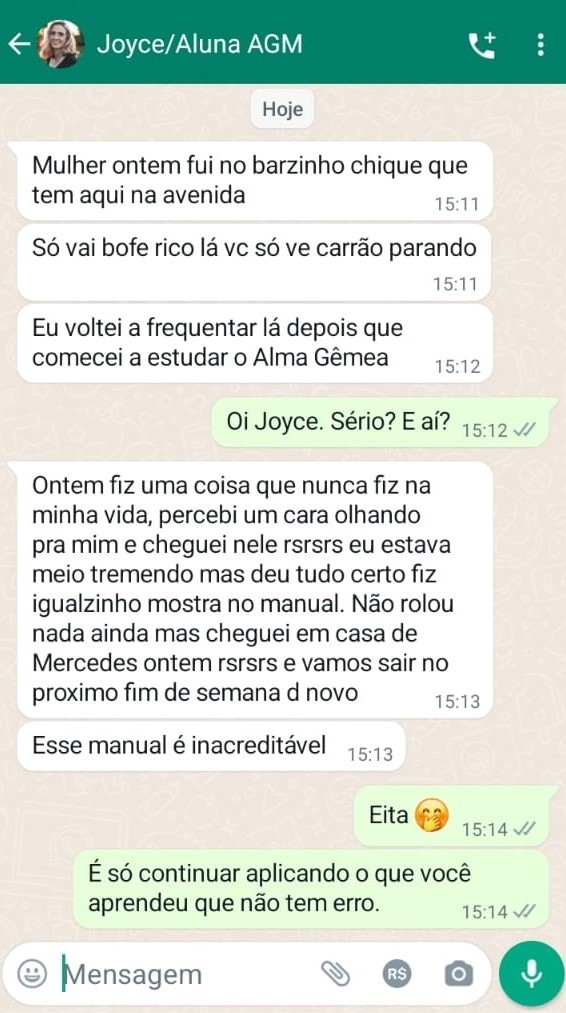 Joyce/Aluna AGM
Hoje
Mulher ontem fui no barzinho chique que
tem aqui na avenida
15:11
Só vai bofe rico lá vc só ve carrão parando
15:11
Eu voltei a frequentar lá depois que
comecei a estudar o Alma Gêmea
15:12
Oi Joyce. Sério? E aí? 15:12
Ontem fiz uma coisa que nunca fiz na
minha vida, percebi um cara olhando
pra mim e cheguei nele rsrsrs eu estava
meio tremendo mas deu tudo certo fiz
igualzinho mostra no manual. Não rolou
nada ainda mas cheguei em casa de
Mercedes ontem rsrsrs e vamos sair no
proximo fim de semana d novo
15:13
Esse manual é inacreditável 15:13
Eita 🤭 15:14
É só continuar aplicando o que você
aprendeu que não tem erro.
15:14
Mensagem
R$